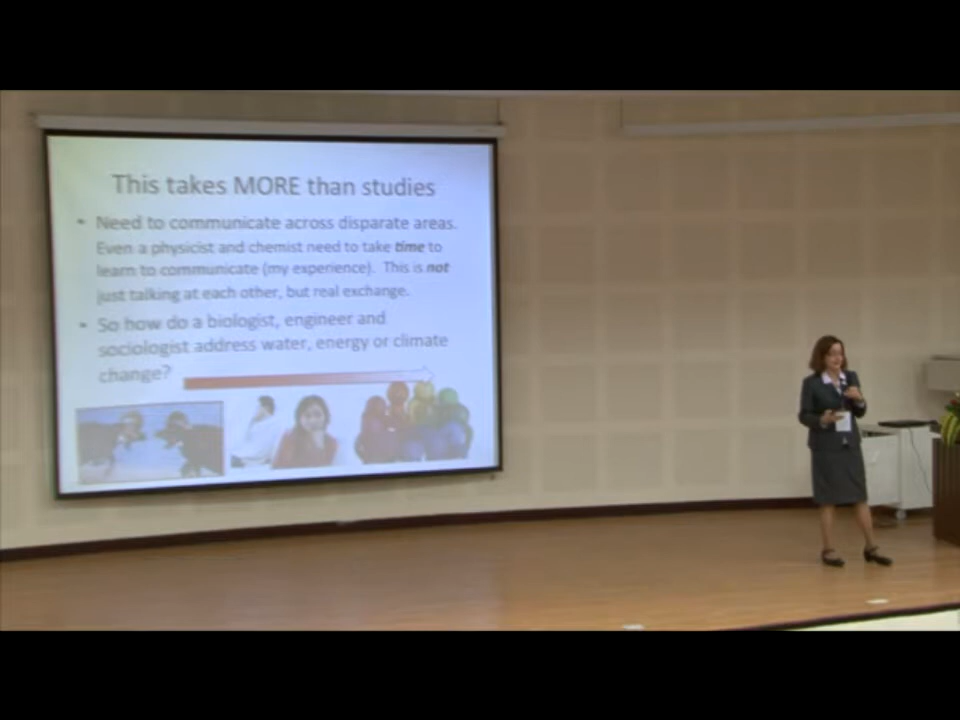 This takes MORE than studies
• Need to communicate across disparate areas.
Even a physicist and chemist need to take time to
learn to communicate (my experience). This is not
just talking at each other, but real exchange.
• So how do a biologist, engineer and
sociologist address water, energy or climate
change?